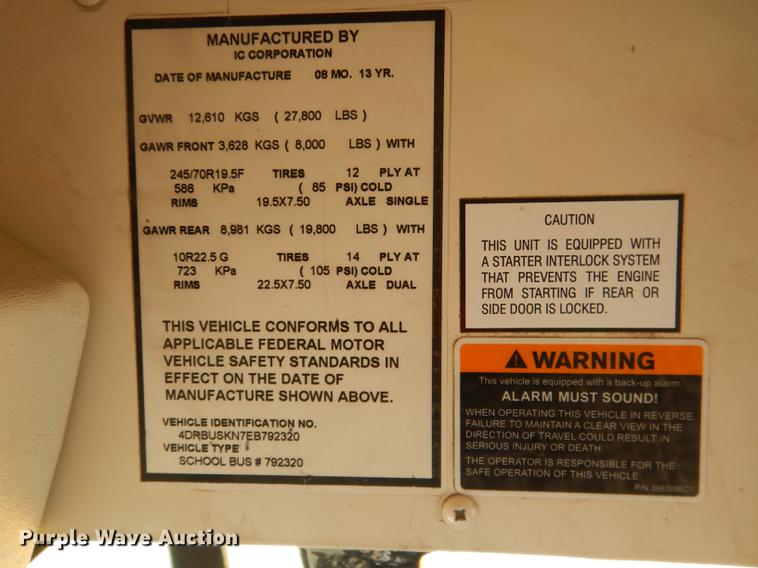 MANUFACTURED BY
IC CORPORATION
DATE OF MANUFACTURE 08 MO. 13 YR.
GVWR 12,610 KGS ( 27,800 LBS )
GAWR FRONT 3,628 KGS ( 8,000 LBS ) WITH
245/70R19.5F TIRES 12 PLY AT
586 KPa ( 85 PSI) COLD
RIMS 19.5X7.50 AXLE SINGLE
GAWR REAR 8,981 KGS ( 19,800 LBS ) WITH
10R22.5 G TIRES 14 PLY AT
723 KPa ( 105 PSI) COLD
RIMS 22.5X7.50 AXLE DUAL
THIS VEHICLE CONFORMS TO ALL
APPLICABLE FEDERAL MOTOR
VEHICLE SAFETY STANDARDS IN
EFFECT ON THE DATE OF
MANUFACTURE SHOWN ABOVE.
VEHICLE IDENTIFICATION NO.
4DRBUSKN7EB792320
VEHICLE TYPE
SCHOOL BUS # 792320
CAUTION
THIS UNIT IS EQUIPPED WITH
A STARTER INTERLOCK SYSTEM
THAT PREVENTS THE ENGINE
FROM STARTING IF REAR OR
SIDE DOOR IS LOCKED.
WARNING
This vehicle is equipped with a back-up alarm.
ALARM MUST SOUND!
WHEN OPERATING THIS VEHICLE IN REVERSE
FAILURE TO MAINTAIN A CLEAR VIEW IN THE
DIRECTION OF TRAVEL COULD RESULT IN
SERIOUS INJURY OR DEATH.
THE OPERATOR IS RESPONSIBLE FOR THE
SAFE OPERATION OF THIS VEHICLE.
P/N
Purple Wave Auction